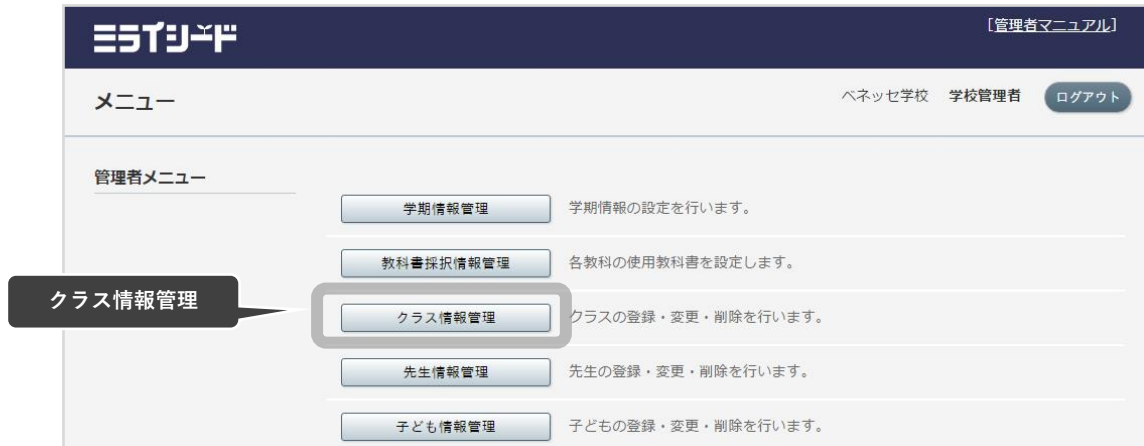 ミライシード
[管理者マニュアル]
メニュー
ベネッセ学校 学校管理者 ログアウト
管理者メニュー
学期情報管理 学期情報の設定を行います。
教科書採択情報管理 各教科の使用教科書を設定します。
クラス情報管理
クラス情報管理 クラスの登録・変更・削除を行います。
先生情報管理 先生の登録・変更・削除を行います。
子ども情報管理 子どもの登録・変更・削除を行います。